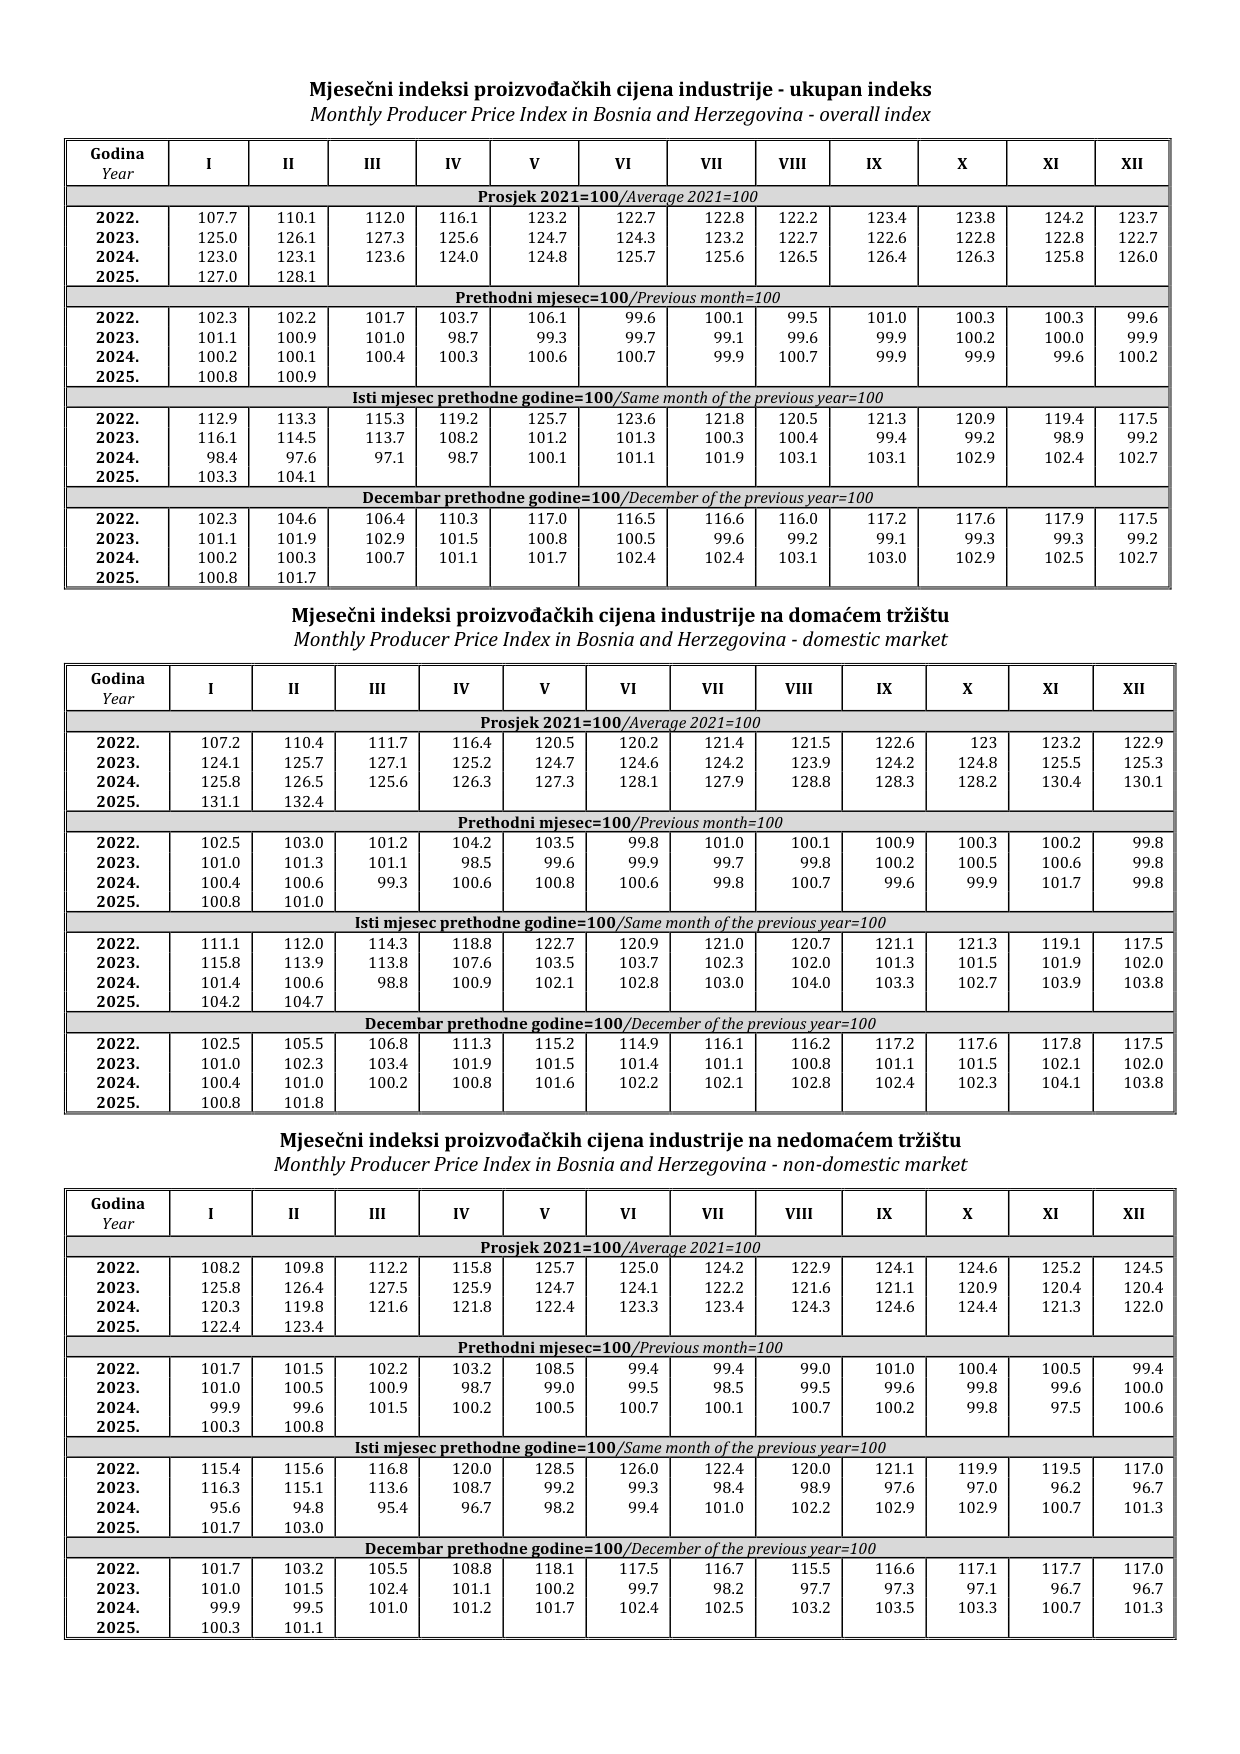 Mjesečni indeksi proizvođačkih cijena industrije - ukupan indeks
Monthly Producer Price Index in Bosnia and Herzegovina - overall index
Godina I II III IV V VI VII VIII IX X XI XII
Year
Prosjek 2021=100/Average 2021=100
2022. 107.7 110.1 112.0 116.1 123.2 122.7 122.8 122.2 123.4 123.8 124.2 123.7
2023. 125.0 126.1 127.3 125.6 124.7 124.3 123.2 122.7 122.6 122.8 122.8 122.7
2024. 123.0 123.1 123.6 124.0 124.8 125.7 125.6 126.5 126.4 126.3 125.8 126.0
2025. 127.0 128.1
Prethodni mjesec=100/Previous month=100
2022. 102.3 102.2 101.7 103.7 106.1 99.6 100.1 99.5 101.0 100.3 100.3 99.6
2023. 101.1 100.9 101.0 98.7 99.3 99.7 99.1 99.6 99.9 100.2 100.0 99.9
2024. 100.2 100.1 100.4 100.3 100.6 100.7 99.9 100.7 99.9 99.9 99.6 100.2
2025. 100.8 100.9
Isti mjesec prethodne godine=100/Same month of the previous year=100
2022. 112.9 113.3 115.3 119.2 125.7 123.6 121.8 120.5 121.3 120.9 119.4 117.5
2023. 116.1 114.5 113.7 108.2 101.2 101.3 100.3 100.4 99.4 99.2 98.9 99.2
2024. 98.4 97.6 97.1 98.7 100.1 101.1 101.9 103.1 103.1 102.9 102.4 102.7
2025. 103.3 104.1
Decembar prethodne godine=100/December of the previous year=100
2022. 102.3 104.6 106.4 110.3 117.0 116.5 116.6 116.0 117.2 117.6 117.9 117.5
2023. 101.1 101.9 102.9 101.5 100.8 100.5 99.6 99.2 99.1 99.3 99.3 99.2
2024. 100.2 100.3 100.7 101.1 101.7 102.4 102.4 103.1 103.0 102.9 102.5 102.7
2025. 100.8 101.7
Mjesečni indeksi proizvođačkih cijena industrije na domaćem tržištu
Monthly Producer Price Index in Bosnia and Herzegovina - domestic market
Godina I II III IV V VI VII VIII IX X XI XII
Year
Prosjek 2021=100/Average 2021=100
2022. 107.2 110.4 111.7 116.4 120.5 120.2 121.4 121.5 122.6 123 123.2 122.9
2023. 124.1 125.7 127.1 125.2 124.7 124.6 124.2 123.9 124.2 124.8 125.5 125.3
2024. 125.8 126.5 125.6 126.3 127.3 128.1 127.9 128.8 128.3 128.2 130.4 130.1
2025. 131.1 132.4
Prethodni mjesec=100/Previous month=100
2022. 102.5 103.0 101.2 104.2 103.5 99.8 101.0 100.1 100.9 100.3 100.2 99.8
2023. 101.0 101.3 101.1 98.5 99.6 99.9 99.7 99.8 100.2 100.5 100.6 99.8
2024. 100.4 100.6 99.3 100.6 100.8 100.6 99.8 100.7 99.6 99.9 101.7 99.8
2025. 100.8 101.0
Isti mjesec prethodne godine=100/Same month of the previous year=100
2022. 111.1 112.0 114.3 118.8 122.7 120.9 121.0 120.7 121.1 121.3 119.1 117.5
2023. 115.8 113.9 113.8 107.6 103.5 103.7 102.3 102.0 101.3 101.5 101.9 102.0
2024. 101.4 100.6 98.8 100.9 102.1 102.8 103.0 104.0 103.3 102.7 103.9 103.8
2025. 104.2 104.7
Decembar prethodne godine=100/December of the previous year=100
2022. 102.5 105.5 106.8 111.3 115.2 114.9 116.1 116.2 117.2 117.6 117.8 117.5
2023. 101.0 102.3 103.4 101.9 101.5 101.4 101.1 100.8 101.1 101.5 102.1 102.0
2024. 100.4 101.0 100.2 100.8 101.6 102.2 102.1 102.8 102.4 102.3 104.1 103.8
2025. 100.8 101.8
Mjesečni indeksi proizvođačkih cijena industrije na nedomaćem tržištu
Monthly Producer Price Index in Bosnia and Herzegovina - non-domestic market
Godina I II III IV V VI VII VIII IX X XI XII
Year
Prosjek 2021=100/Average 2021=100
2022. 108.2 109.8 112.2 115.8 125.7 125.0 124.2 122.9 124.1 124.6 125.2 124.5
2023. 125.8 126.4 127.5 125.9 124.7 124.1 122.2 121.6 121.1 120.9 120.4 120.4
2024. 120.3 119.8 121.6 121.8 122.4 123.3 123.4 124.3 124.6 124.4 121.3 122.0
2025. 122.4 123.4
Prethodni mjesec=100/Previous month=100
2022. 101.7 101.5 102.2 103.2 108.5 99.4 99.4 99.0 101.0 100.4 100.5 99.4
2023. 101.0 100.5 100.9 98.7 99.0 99.5 98.5 99.5 99.6 99.8 99.6 100.0
2024. 99.9 99.6 101.5 100.2 100.5 100.7 100.1 100.7 100.2 99.8 97.5 100.6
2025. 100.3 100.8
Isti mjesec prethodne godine=100/Same month of the previous year=100
2022. 115.4 115.6 116.8 120.0 128.5 126.0 122.4 120.0 121.1 119.9 119.5 117.0
2023. 116.3 115.1 113.6 108.7 99.2 99.3 98.4 98.9 97.6 97.0 96.2 96.7
2024. 95.6 94.8 95.4 96.7 98.2 99.4 101.0 102.2 102.9 102.9 100.7 101.3
2025. 101.7 103.0
Decembar prethodne godine=100/December of the previous year=100
2022. 101.7 103.2 105.5 108.8 118.1 117.5 116.7 115.5 116.6 117.1 117.7 117.0
2023. 101.0 101.5 102.4 101.1 100.2 99.7 98.2 97.7 97.3 97.1 96.7 96.7
2024. 99.9 99.5 101.0 101.2 101.7 102.4 102.5 103.2 103.5 103.3 100.7 101.3
2025. 100.3 101.1